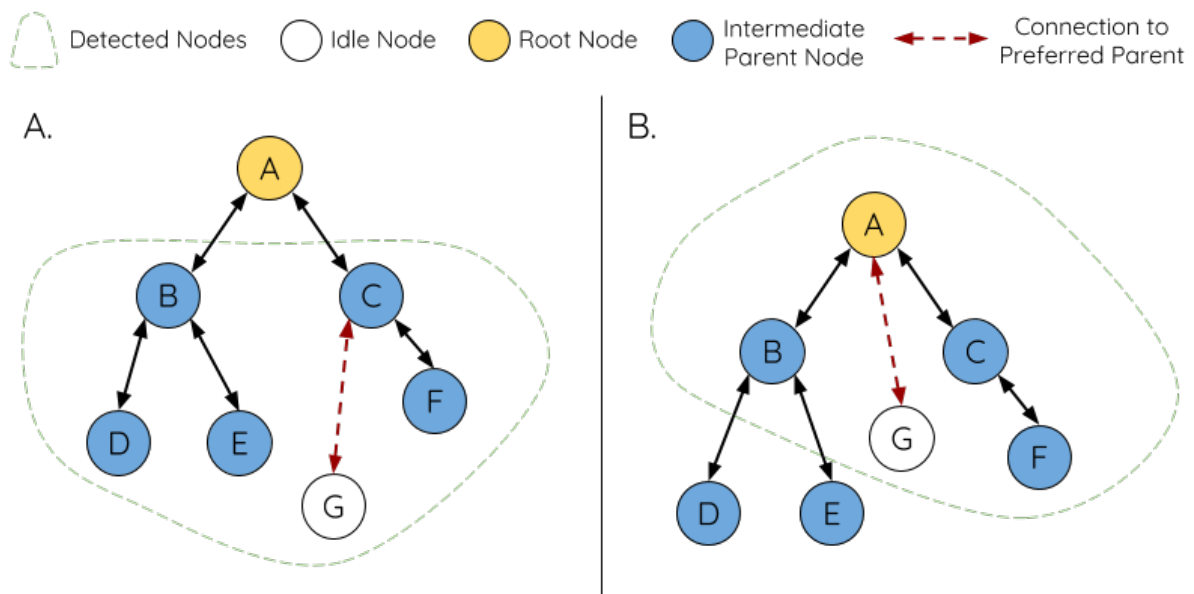 Detected Nodes
Idle Node
Root Node
Intermediate
Parent Node
Connection to
Preferred Parent
A.
A
B
C
D
E
F
G
B.
A
B
C
G
F
D
E